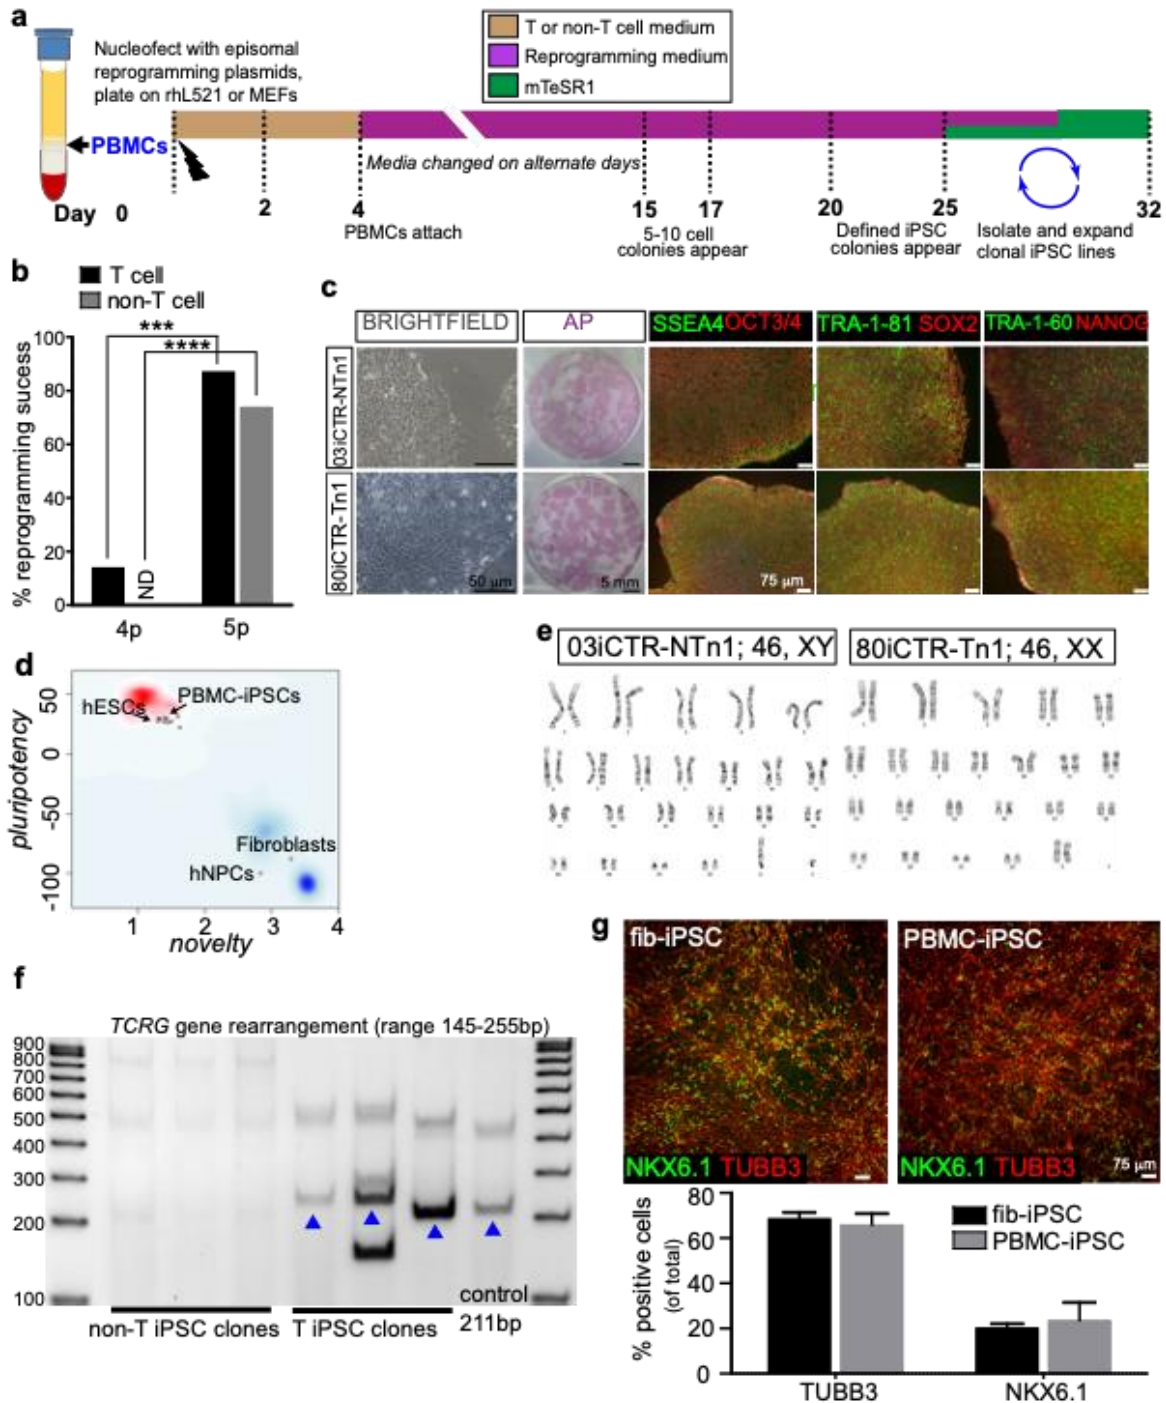 a
T or non-T cell medium
Reprogramming medium
mTeSR1
Nucleofect with episomal
reprogramming plasmids,
plate on rhL521 or MEFs
PBMCs
Media changed on alternate days
Day 0 2 4 15 17 20 25 32
PBMCs attach
5-10 cell
colonies appear
Defined iPSC
colonies appear
Isolate and expand
clonal iPSC lines
b
T cell
non-T cell
% reprogramming sucess
100
80
60
40
20
0
***
****
ND
4p 5p
c
BRIGHTFIELD AP SSEA4 OCT3/4 TRA-1-81 SOX2 TRA-1-60 NANOG
03iCTR-NTn1
80iCTR-Tn1
50 µm 5 mm 75 µm
d
pluripotency
50
0
-50
-100
hESCs
PBMC-iPSCs
Fibroblasts
hNPCs
1 2 3 4
novelty
e
03iCTR-NTn1; 46, XY
80iCTR-Tn1; 46, XX
f
TCRG gene rearrangement (range 145-255bp)
900
800
700
600
500
400
300
200
100
non-T iPSC clones
T iPSC clones
control
211bp
g
fib-iPSC
PBMC-iPSC
NKX6.1 TUBB3
NKX6.1 TUBB3
75 µm
% positive cells
(of total)
80
60
40
20
0
fib-iPSC
PBMC-iPSC
TUBB3 NKX6.1